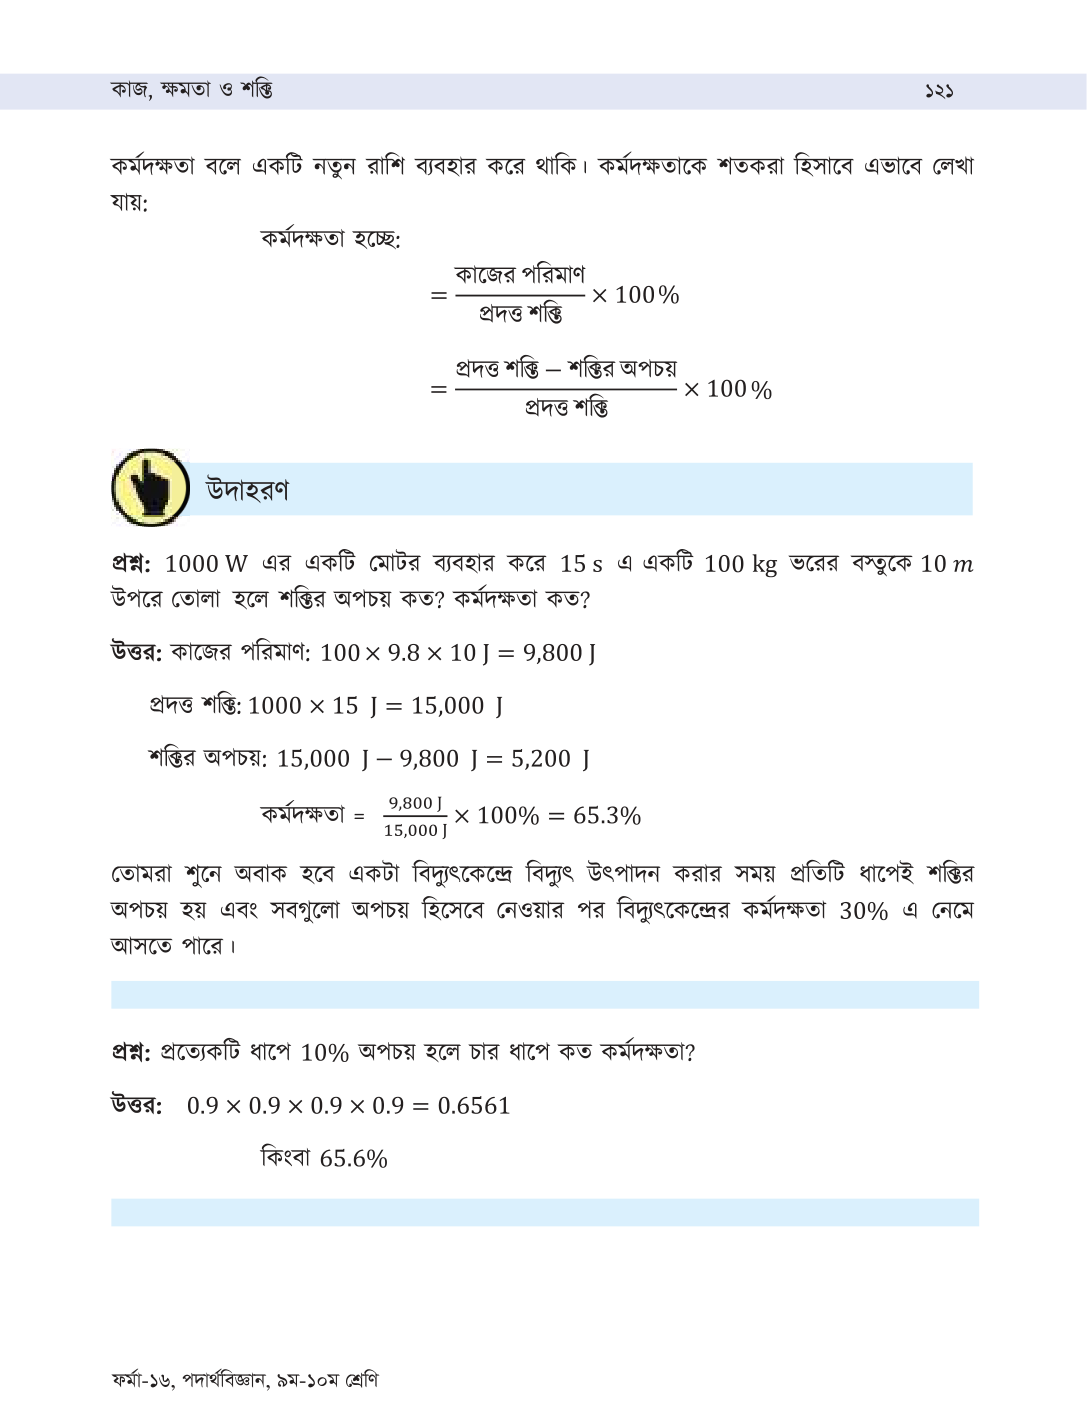 কাজ, ক্ষমতা ও শক্তি ১২১
কর্মদক্ষতা বলে একটি নতুন রাশি ব্যবহার করে থাকি। কর্মদক্ষতাকে শতকরা হিসাবে এভাবে লেখা
যায়:
কর্মদক্ষতা হচ্ছে:
= কাজের পরিমাণ / প্রদত্ত শক্তি × 100%
= প্রদত্ত শক্তি − শক্তির অপচয় / প্রদত্ত শক্তি × 100%
উদাহরণ
প্রশ্ন: 1000 W এর একটি মোটর ব্যবহার করে 15 s এ একটি 100 kg ভরের বস্তুকে 10 m
উপরে তোলা হলে শক্তির অপচয় কত? কর্মদক্ষতা কত?
উত্তর: কাজের পরিমাণ: 100 × 9.8 × 10 J = 9,800 J
প্রদত্ত শক্তি: 1000 × 15 J = 15,000 J
শক্তির অপচয়: 15,000 J − 9,800 J = 5,200 J
কর্মদক্ষতা = 9,800 J / 15,000 J × 100% = 65.3%
তোমরা শুনে অবাক হবে একটা বিদ্যুৎকেন্দ্রে বিদ্যুৎ উৎপাদন করার সময় প্রতিটি ধাপেই শক্তির
অপচয় হয় এবং সবগুলো অপচয় হিসেবে নেওয়ার পর বিদ্যুৎকেন্দ্রের কর্মদক্ষতা 30% এ নেমে
আসতে পারে।
প্রশ্ন: প্রত্যেকটি ধাপে 10% অপচয় হলে চার ধাপে কত কর্মদক্ষতা?
উত্তর: 0.9 × 0.9 × 0.9 × 0.9 = 0.6561
কিংবা 65.6%
ফর্মা-১৬, পদার্থবিজ্ঞান, ৯ম-১০ম শ্রেণি